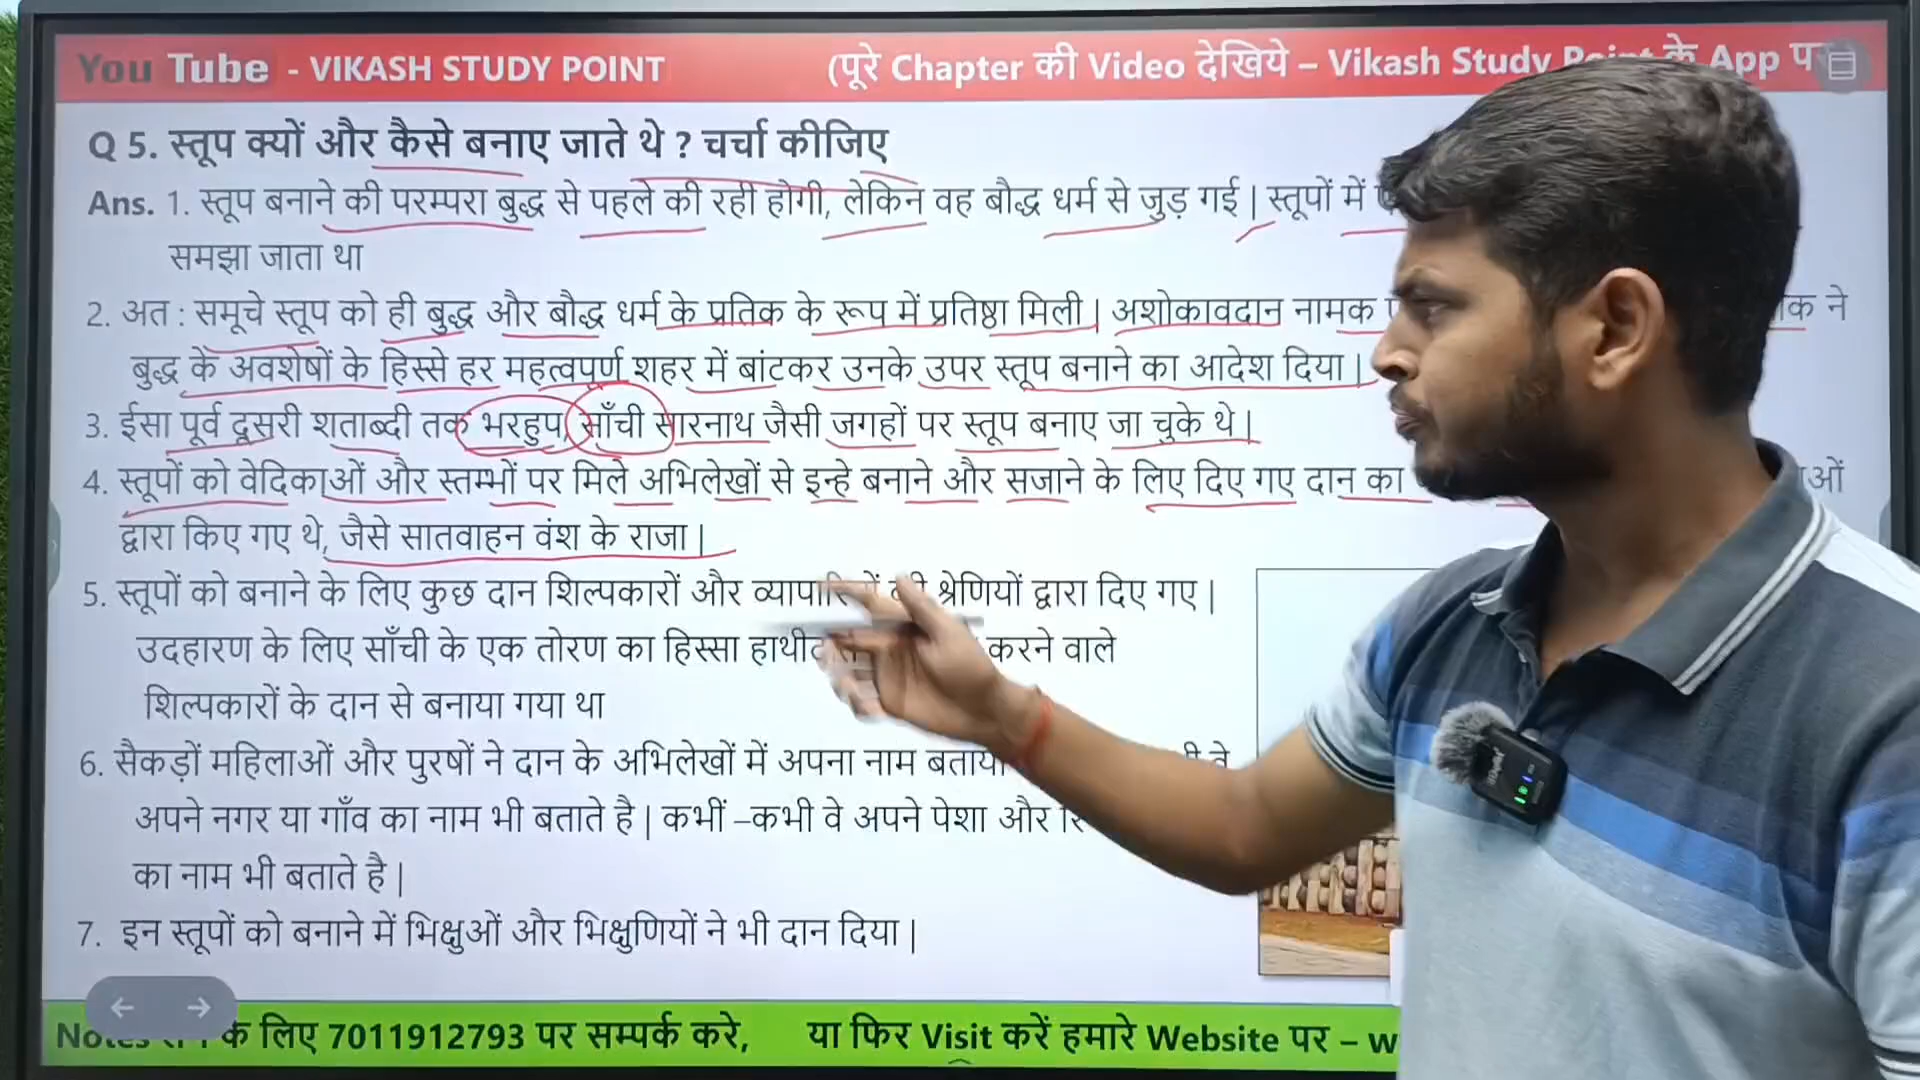 You Tube - VIKASH STUDY POINT (पूरे Chapter की Video देखिये – Vikash Study Point के App प
Q 5. स्तूप क्यों और कैसे बनाए जाते थे ? चर्चा कीजिए
Ans. 1. स्तूप बनाने की परम्परा बुद्ध से पहले की रही होगी, लेकिन वह बौद्ध धर्म से जुड़ गई | स्तूपों में
समझा जाता था
2. अत : समूचे स्तूप को ही बुद्ध और बौद्ध धर्म के प्रतिक के रूप में प्रतिष्ठा मिली | अशोकावदान नामक ने
बुद्ध के अवशेषों के हिस्से हर महत्वपुर्ण शहर में बांटकर उनके उपर स्तूप बनाने का आदेश दिया |
3. ईसा पूर्व दूसरी शताब्दी तक भरहुप, साँची सारनाथ जैसी जगहों पर स्तूप बनाए जा चुके थे |
4. स्तूपों को वेदिकाओं और स्तम्भों पर मिले अभिलेखों से इन्हे बनाने और सजाने के लिए दिए गए दान का
द्वारा किए गए थे, जैसे सातवाहन वंश के राजा |
5. स्तूपों को बनाने के लिए कुछ दान शिल्पकारों और श्रेणियों द्वारा दिए गए |
उदहारण के लिए साँची के एक तोरण का हिस्सा करने वाले
शिल्पकारों के दान से बनाया गया था
6. सैकड़ों महिलाओं और पुरषों ने दान के अभिलेखों में अपना नाम बताया
अपने नगर या गाँव का नाम भी बताते है | कभीं –कभी वे अपने पेशा और
का नाम भी बताते है |
7. इन स्तूपों को बनाने में भिक्षुओं और भिक्षुणियों ने भी दान दिया |
के लिए 7011912793 पर सम्पर्क करे, या फिर Visit करें हमारे Website पर – w